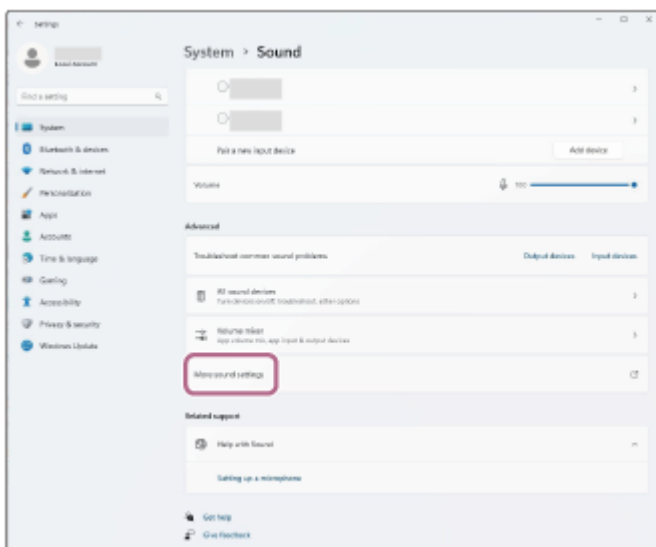 Settings
System > Sound
Local Account
Find a setting
Pair a new input device
Add device
System
Bluetooth & devices
Network & internet
Personalization
Apps
Accounts
Time & language
Gaming
Accessibility
Privacy & security
Windows Update
Volume
100
Advanced
Troubleshoot common sound problems
Output devices
Input devices
All sound devices
Turn devices on/off, troubleshoot, other options
Volume mixer
App volume mix, app input & output devices
More sound settings
Related support
Help with Sound
Setting up a microphone
Get help
Give feedback